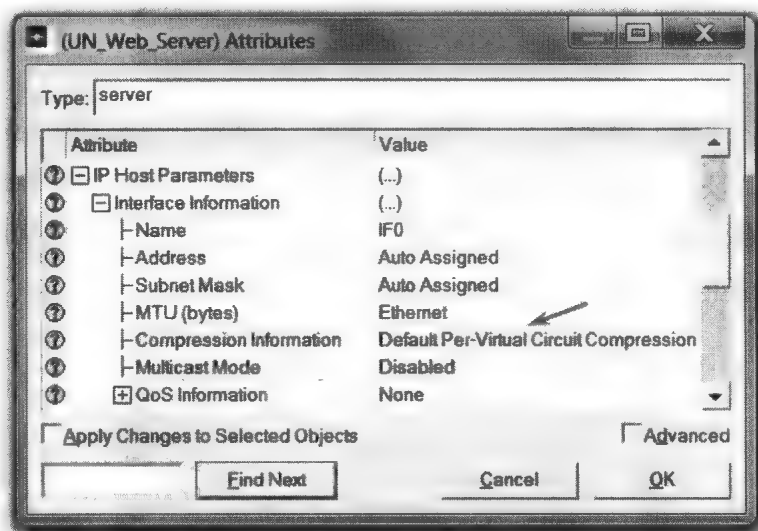 (UN_Web_Server) Attributes
Type: server
Attribute Value
IP Host Parameters (...)
Interface Information (...)
Name IF0
Address Auto Assigned
Subnet Mask Auto Assigned
MTU (bytes) Ethernet
Compression Information Default Per-Virtual Circuit Compression
Multicast Mode Disabled
QoS Information None
Apply Changes to Selected Objects Advanced
Find Next Cancel OK